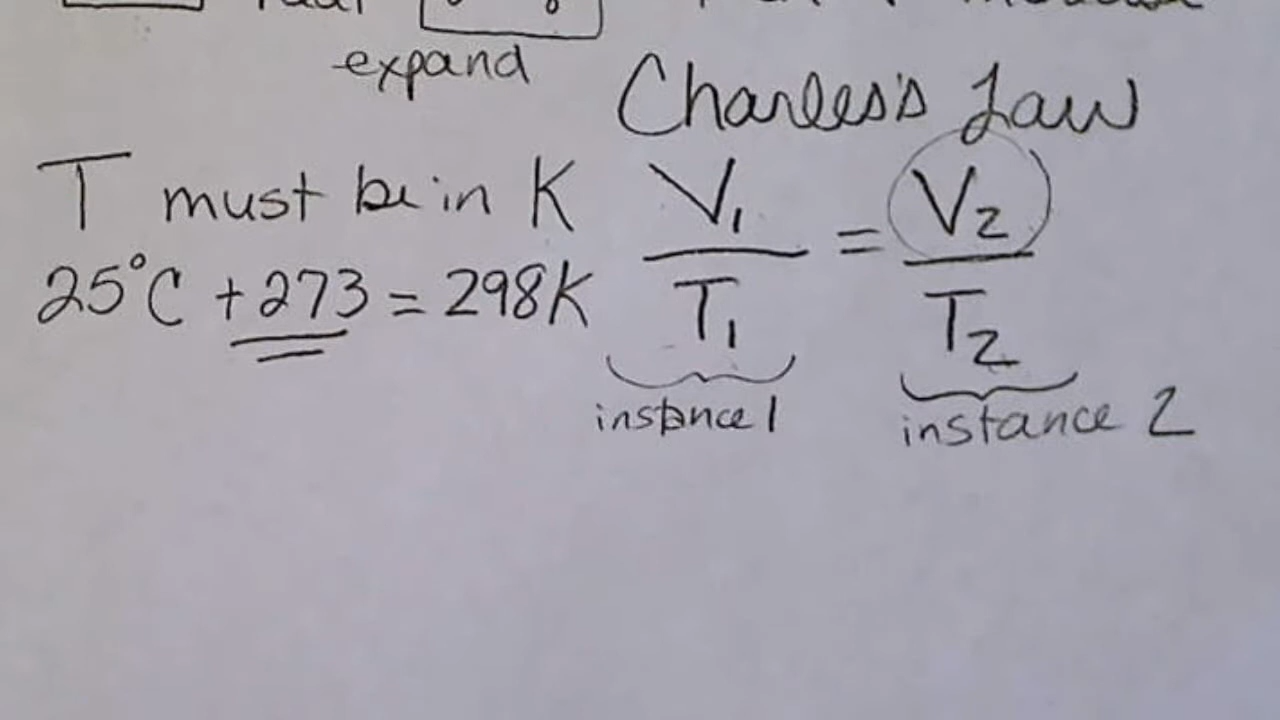 expand
Charles's Law
T must be in K
25°C + 273 = 298K
V₁ = V₂
T₁ T₂
instance 1
instance 2